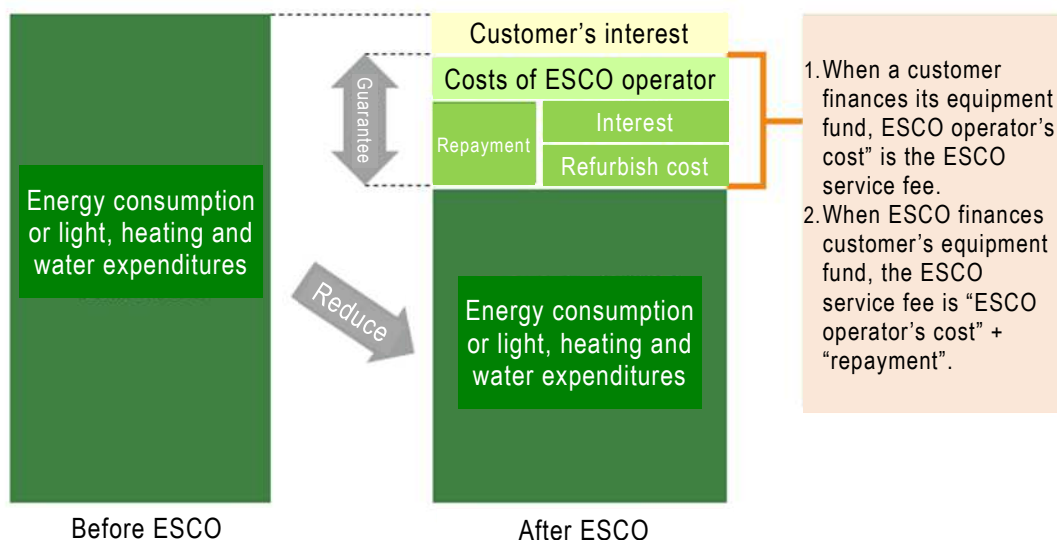 Energy consumption
or light, heating and
water expenditures
Before ESCO
Reduce
Guarantee
Customer’s interest
Costs of ESCO operator
Repayment
Interest
Refurbish cost
Energy consumption
or light, heating and
water expenditures
After ESCO
1.When a customer
finances its equipment
fund, ESCO operator’s
cost” is the ESCO
service fee.
2.When ESCO finances
customer’s equipment
fund, the ESCO
service fee is “ESCO
operator’s cost” +
“repayment”.